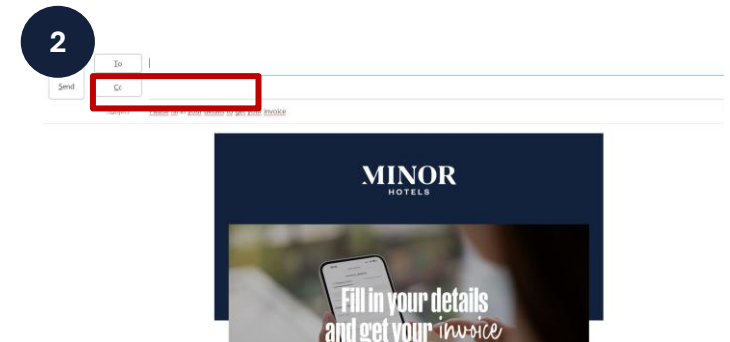 2
To
Send
Cc
Subject
Please fill in your details to get your invoice
MINOR
HOTELS
Fill in your details
and get your invoice